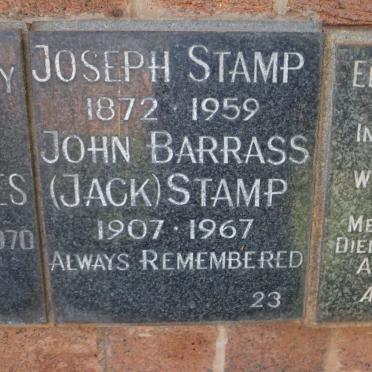 JOSEPH STAMP
1872 · 1959
JOHN BARRASS
(JACK) STAMP
1907 · 1967
ALWAYS REMEMBERED
23